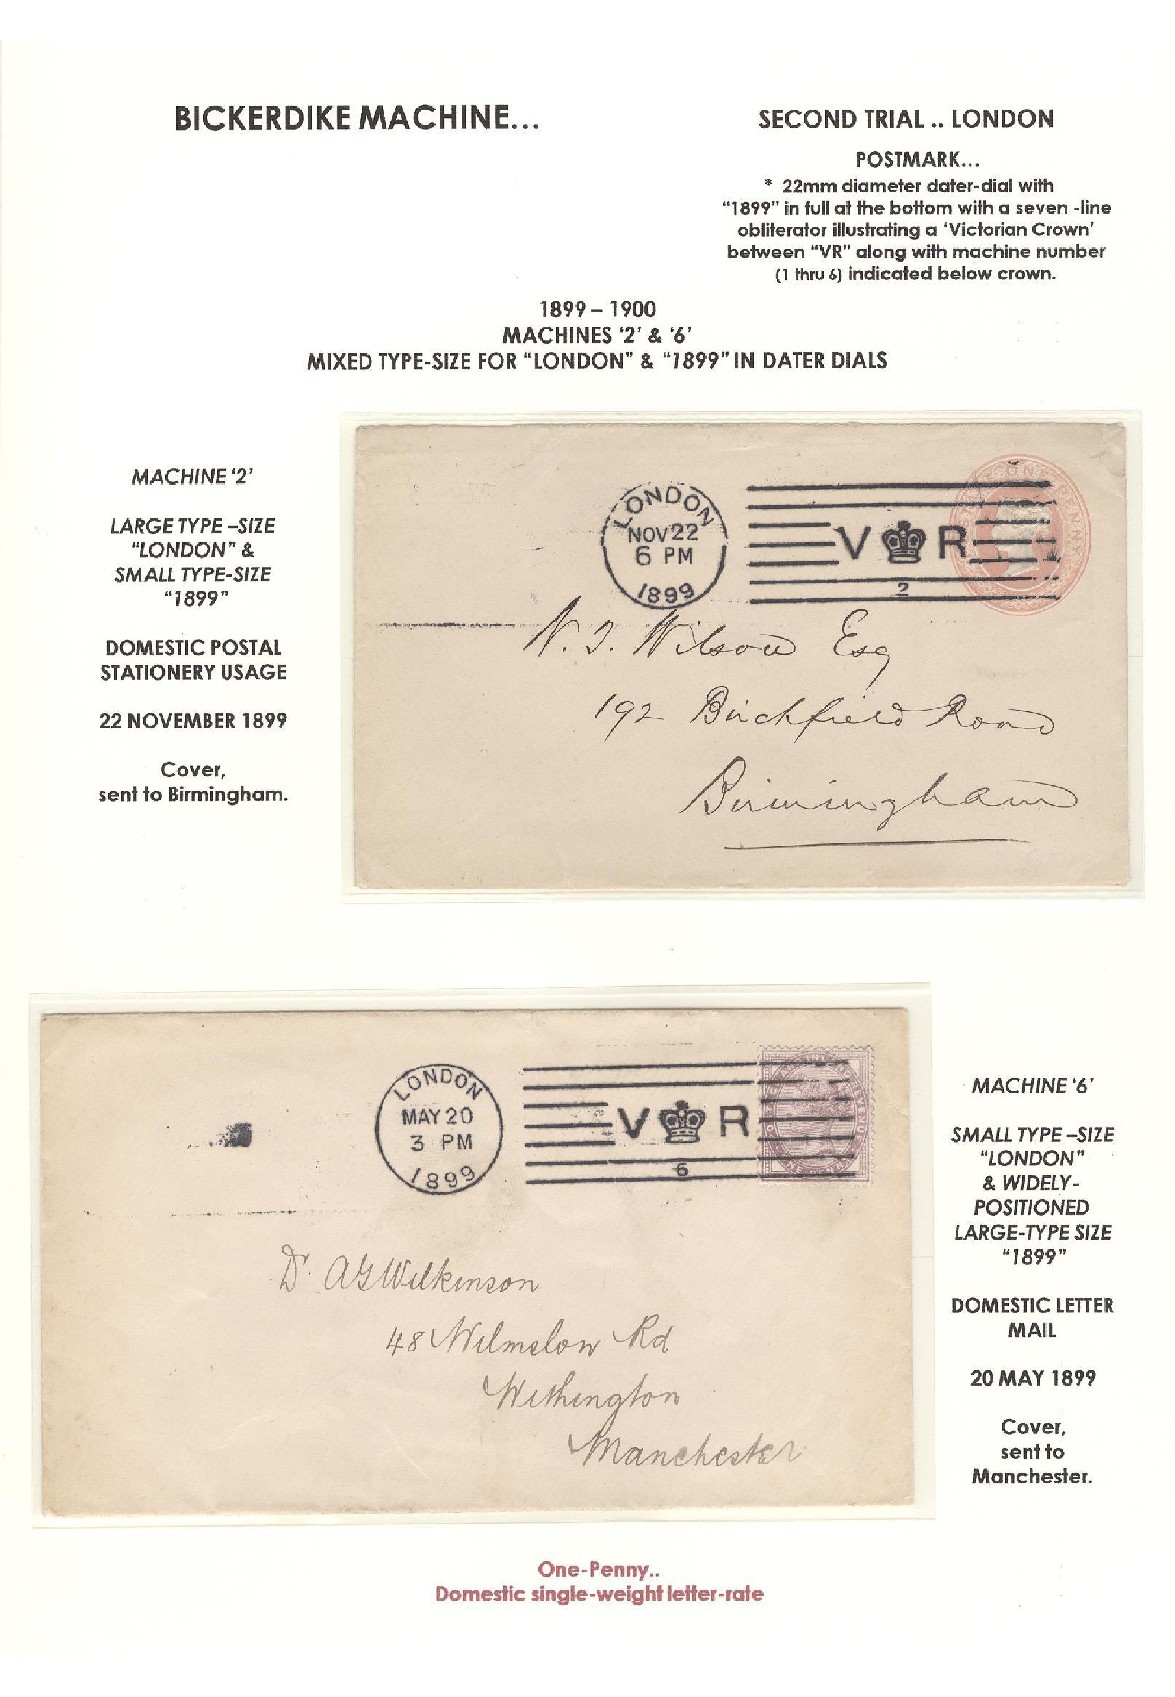 BICKERDIKE MACHINE...
SECOND TRIAL .. LONDON
POSTMARK...
* 22mm diameter dater-dial with
"1899" in full at the bottom with a seven -line
obliterator illustrating a 'Victorian Crown'
between "VR" along with machine number
(1 thru 6) indicated below crown.
1899 – 1900
MACHINES '2' & '6'
MIXED TYPE-SIZE FOR "LONDON" & "1899" IN DATER DIALS
MACHINE '2'
LARGE TYPE –SIZE
"LONDON" &
SMALL TYPE-SIZE
"1899"
DOMESTIC POSTAL
STATIONERY USAGE
22 NOVEMBER 1899
Cover,
sent to Birmingham.
LONDON
NOV 22
6 PM
1899
V R
2
N. J. Wilson Esq
192 Birchfield Road
Birmingham
LONDON
MAY 20
3 PM
1899
V R
6
Dr. A G Wilkinson
48 Wilmslow Rd
Withington
Manchester
MACHINE '6'
SMALL TYPE –SIZE
"LONDON"
& WIDELY-
POSITIONED
LARGE-TYPE SIZE
"1899"
DOMESTIC LETTER
MAIL
20 MAY 1899
Cover,
sent to
Manchester.
One-Penny..
Domestic single-weight letter-rate